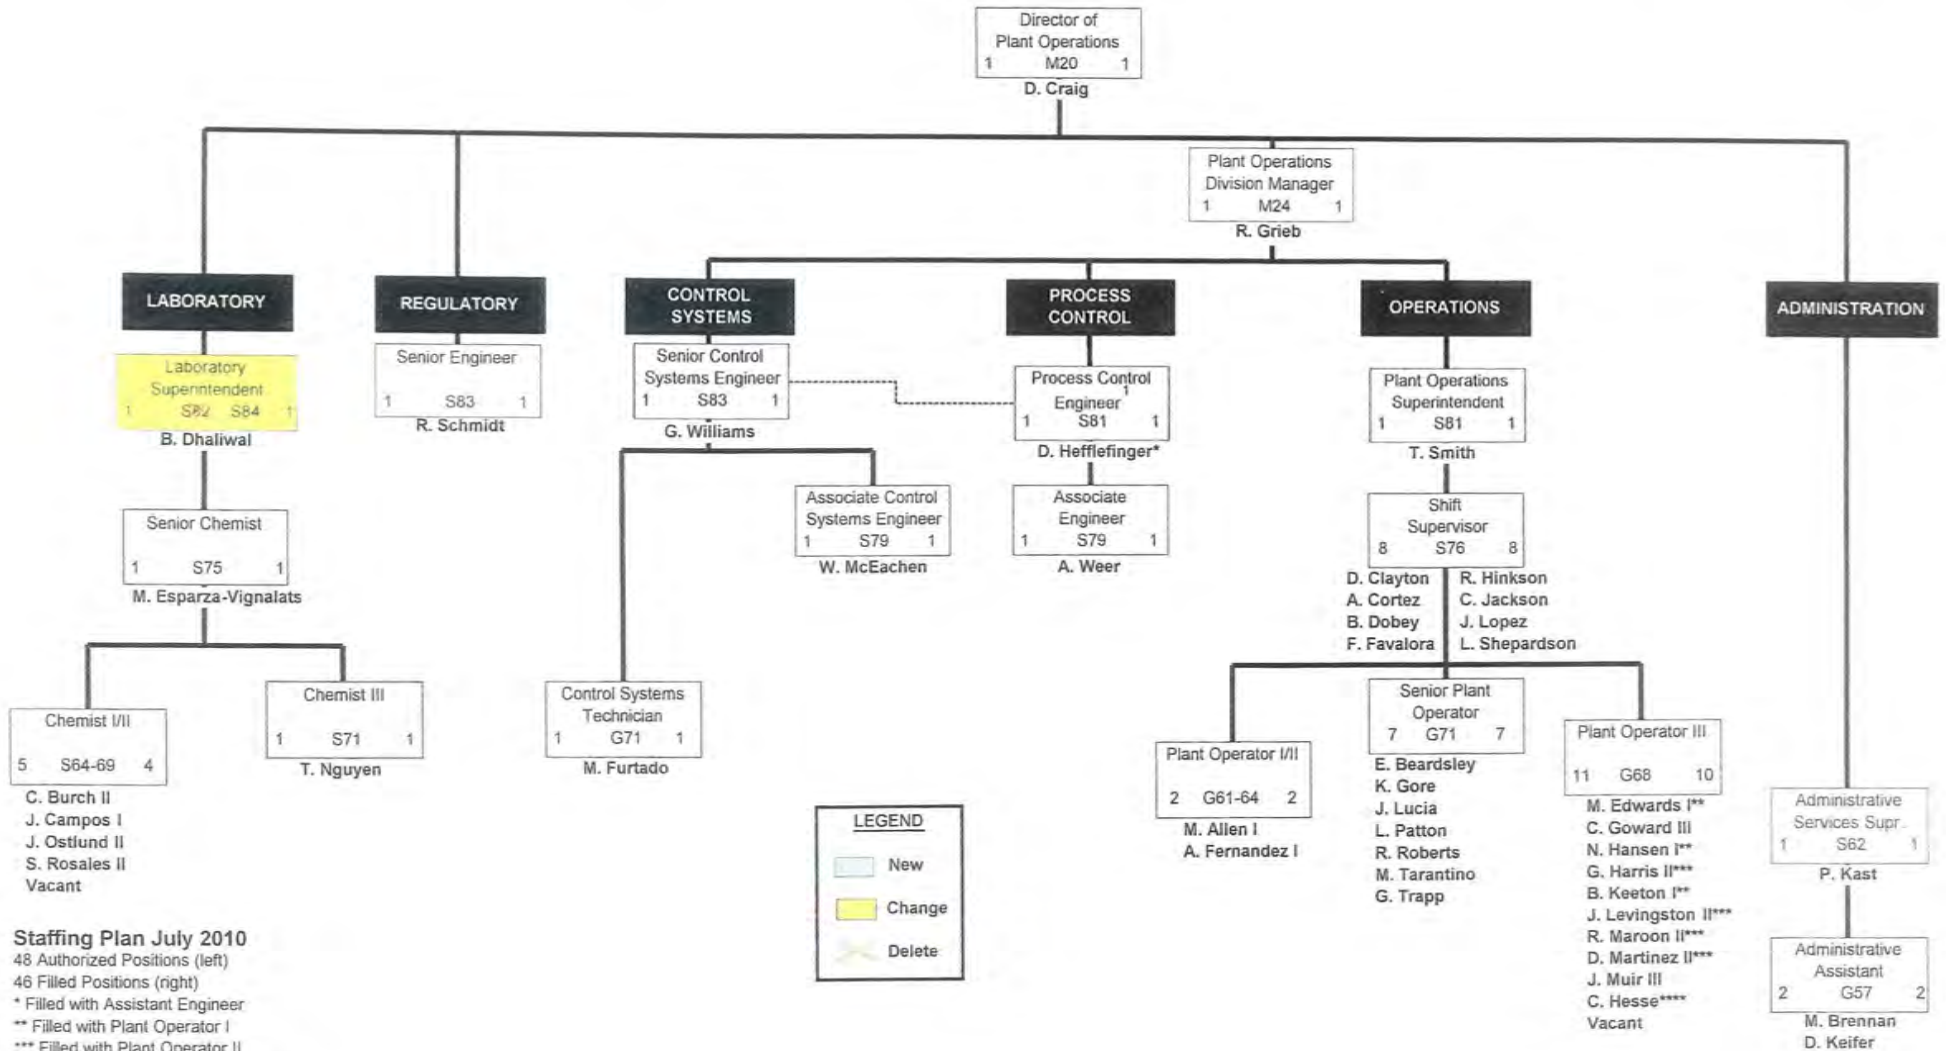 Director of
Plant Operations
1 M20 1
D. Craig
Plant Operations
Division Manager
1 M24 1
R. Grieb
LABORATORY
REGULATORY
CONTROL
SYSTEMS
PROCESS
CONTROL
OPERATIONS
ADMINISTRATION
Laboratory
Superintendent
1 S82 S84 1
B. Dhaliwal
Senior Engineer
1 S83 1
R. Schmidt
Senior Control
Systems Engineer
1 S83 1
G. Williams
Process Control
Engineer 1
1 S81 1
D. Hefflefinger*
Plant Operations
Superintendent
1 S81 1
T. Smith
Senior Chemist
1 S75 1
M. Esparza-Vignalats
Associate Control
Systems Engineer
1 S79 1
W. McEachen
Associate
Engineer
1 S79 1
A. Weer
Shift
Supervisor
8 S76 8
D. Clayton R. Hinkson
A. Cortez C. Jackson
B. Dobey J. Lopez
F. Favalora L. Shepardson
Chemist I/II
5 S64-69 4
C. Burch II
J. Campos I
J. Ostlund II
S. Rosales II
Vacant
Chemist III
1 S71 1
T. Nguyen
Control Systems
Technician
1 G71 1
M. Furtado
Plant Operator I/II
2 G61-64 2
M. Allen I
A. Fernandez I
Senior Plant
Operator
7 G71 7
E. Beardsley
K. Gore
J. Lucia
L. Patton
R. Roberts
M. Tarantino
G. Trapp
Plant Operator III
11 G68 10
M. Edwards I**
C. Goward III
N. Hansen I**
G. Harris II***
B. Keeton I**
J. Levingston II***
R. Maroon II***
D. Martinez II***
J. Muir III
C. Hesse****
Vacant
Administrative
Services Supr.
1 S62 1
P. Kast
Administrative
Assistant
2 G57 2
M. Brennan
D. Keifer
LEGEND
New
Change
Delete
Staffing Plan July 2010
48 Authorized Positions (left)
46 Filled Positions (right)
* Filled with Assistant Engineer
** Filled with Plant Operator I
*** Filled with Plant Operator II